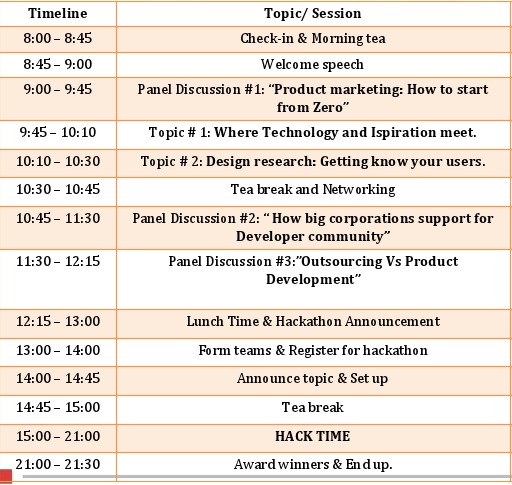 Timeline Topic/ Session
8:00 – 8:45 Check-in & Morning tea
8:45 – 9:00 Welcome speech
9:00 – 9:45 Panel Discussion #1: “Product marketing: How to start
from Zero”
9:45 – 10:10 Topic # 1: Where Technology and Ispiration meet.
10:10 – 10:30 Topic # 2: Design research: Getting know your users.
10:30 – 10:45 Tea break and Networking
10:45 – 11:30 Panel Discussion #2: “ How big corporations support for
Developer community”
11:30 – 12:15 Panel Discussion #3:”Outsourcing Vs Product
Development”
12:15 – 13:00 Lunch Time & Hackathon Announcement
13:00 – 14:00 Form teams & Register for hackathon
14:00 – 14:45 Announce topic & Set up
14:45 – 15:00 Tea break
15:00 – 21:00 HACK TIME
21:00 – 21:30 Award winners & End up.